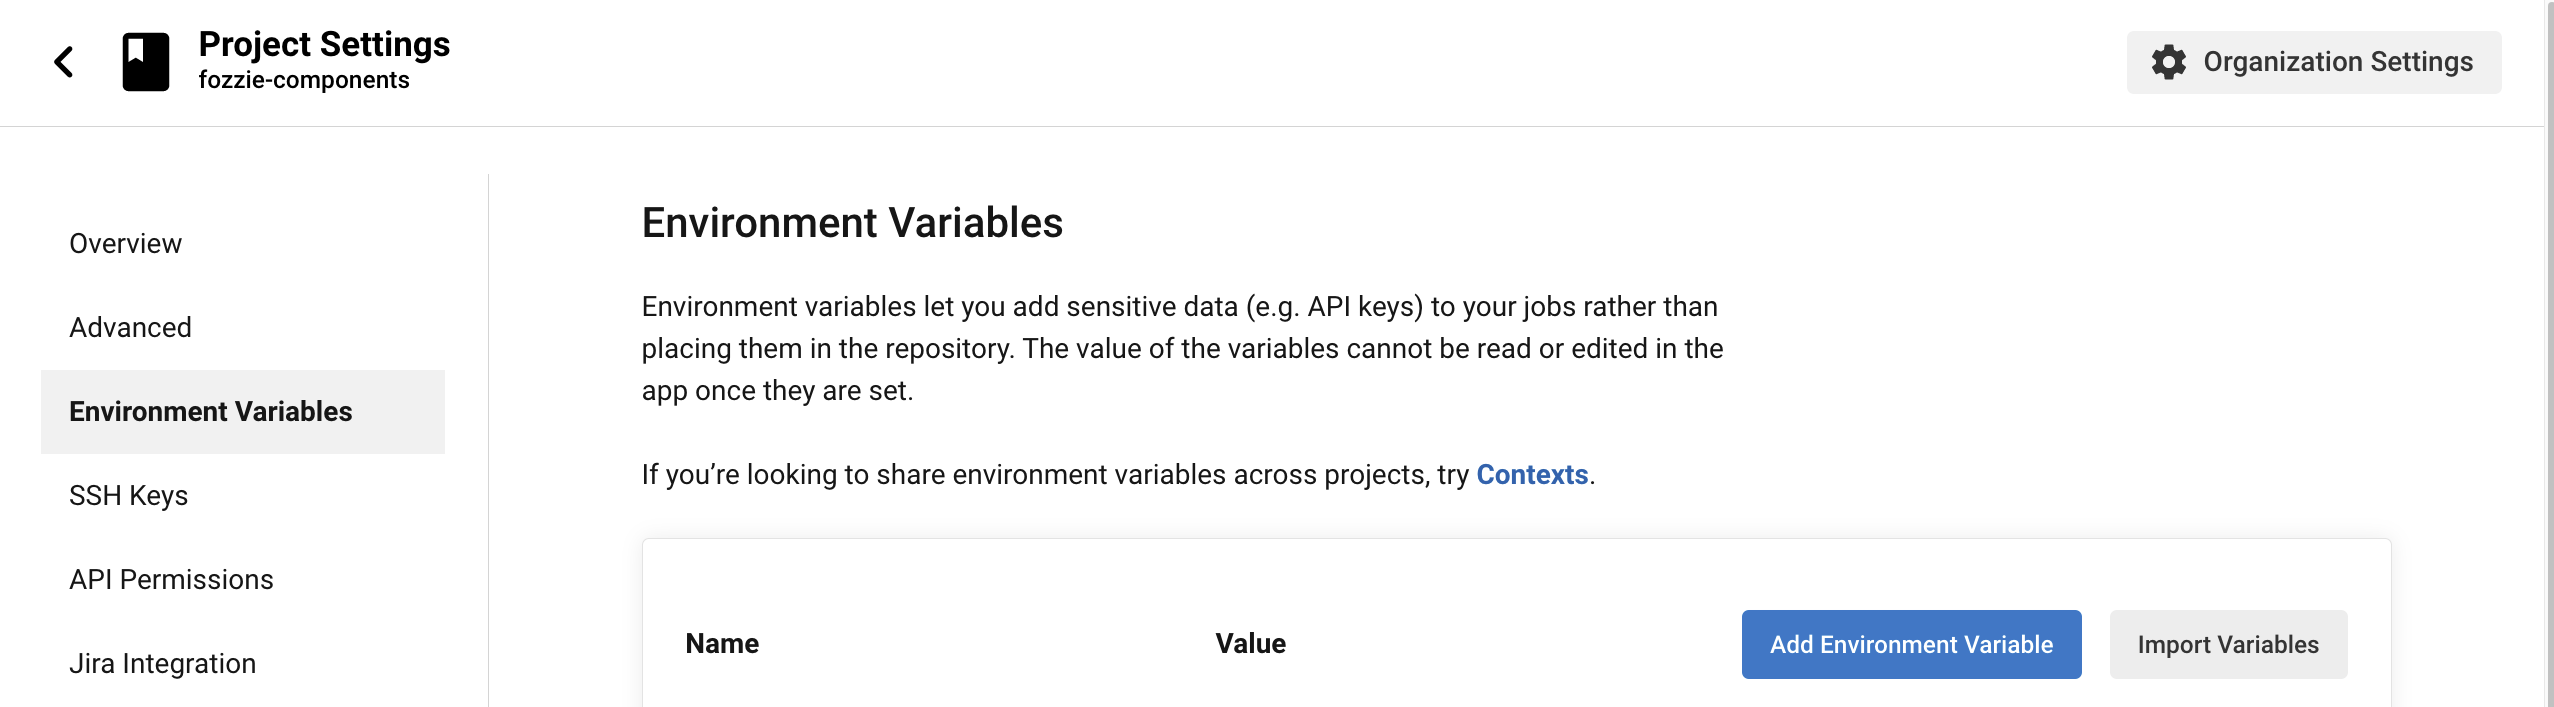 Project Settings
fozzie-components
Organization Settings
Overview
Advanced
Environment Variables
SSH Keys
API Permissions
Jira Integration
Environment Variables
Environment variables let you add sensitive data (e.g. API keys) to your jobs rather than
placing them in the repository. The value of the variables cannot be read or edited in the
app once they are set.
If you’re looking to share environment variables across projects, try Contexts.
Name
Value
Add Environment Variable
Import Variables